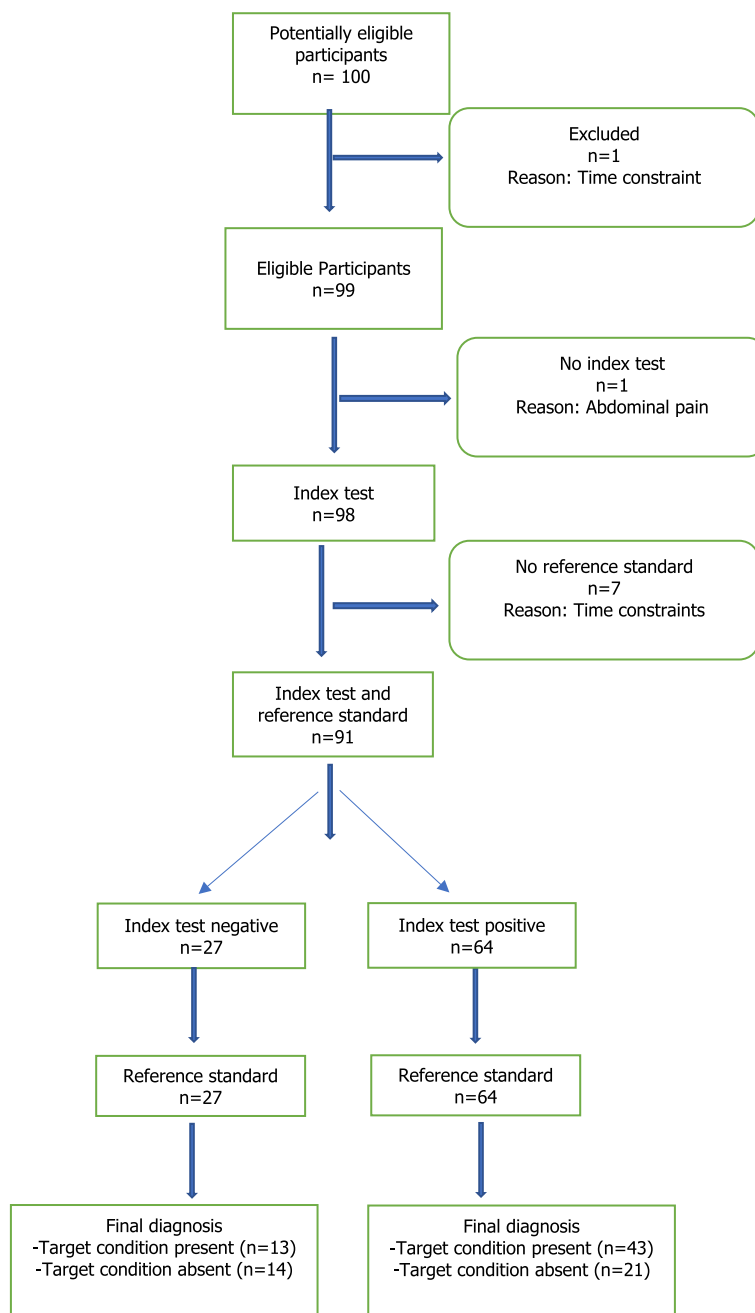 Potentially eligible
participants
n= 100
Excluded
n=1
Reason: Time constraint
Eligible Participants
n=99
No index test
n=1
Reason: Abdominal pain
Index test
n=98
No reference standard
n=7
Reason: Time constraints
Index test and
reference standard
n=91
Index test negative
n=27
Index test positive
n=64
Reference standard
n=27
Reference standard
n=64
Final diagnosis
-Target condition present (n=13)
-Target condition absent (n=14)
Final diagnosis
-Target condition present (n=43)
-Target condition absent (n=21)